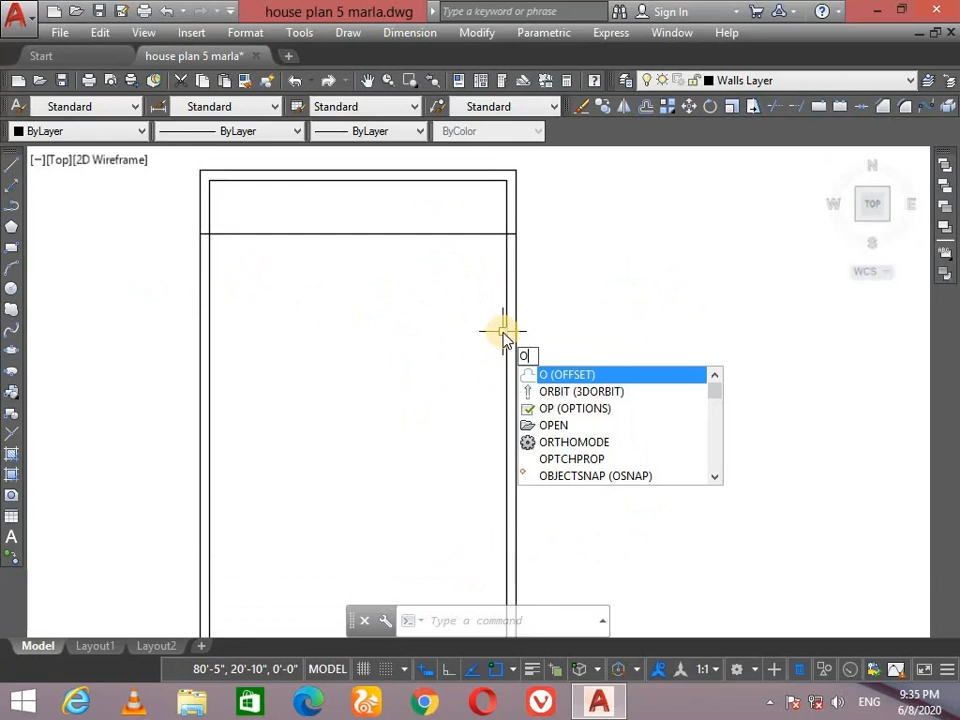 house plan 5 marla.dwg
Type a keyword or phrase
Sign In
File Edit View Insert Format Tools Draw Dimension Modify Parametric Express Window Help
Start
house plan 5 marla*
Walls Layer
Standard Standard Standard Standard
ByLayer ByLayer ByLayer ByColor
[−][Top][2D Wireframe]
N
W TOP E
S
WCS
O
O (OFFSET)
ORBIT (3DORBIT)
OP (OPTIONS)
OPEN
ORTHOMODE
OPTCHPROP
OBJECTSNAP (OSNAP)
Type a command
Model Layout1 Layout2 +
80'-5", 20'-10", 0'-0" MODEL 1:1
ENG
9:35 PM
6/8/2020